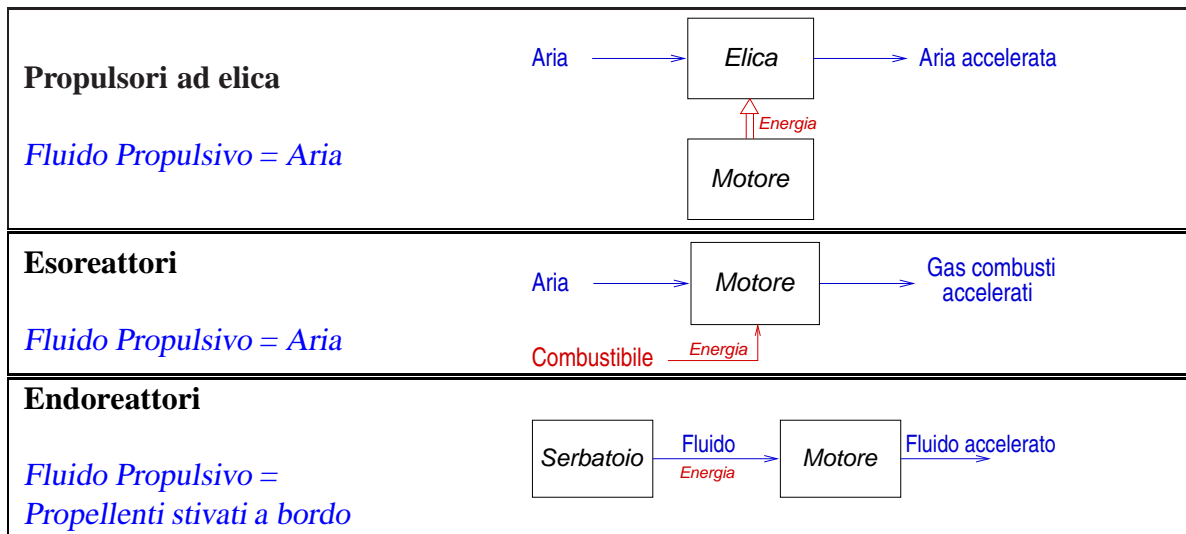 Propulsori ad elica
Fluido Propulsivo = Aria
Aria
Elica
Aria accelerata
Energia
Motore
Esoreattori
Fluido Propulsivo = Aria
Aria
Motore
Gas combusti
accelerati
Combustibile
Energia
Endoreattori
Fluido Propulsivo =
Propellenti stivati a bordo
Serbatoio
Fluido
Energia
Motore
Fluido accelerato